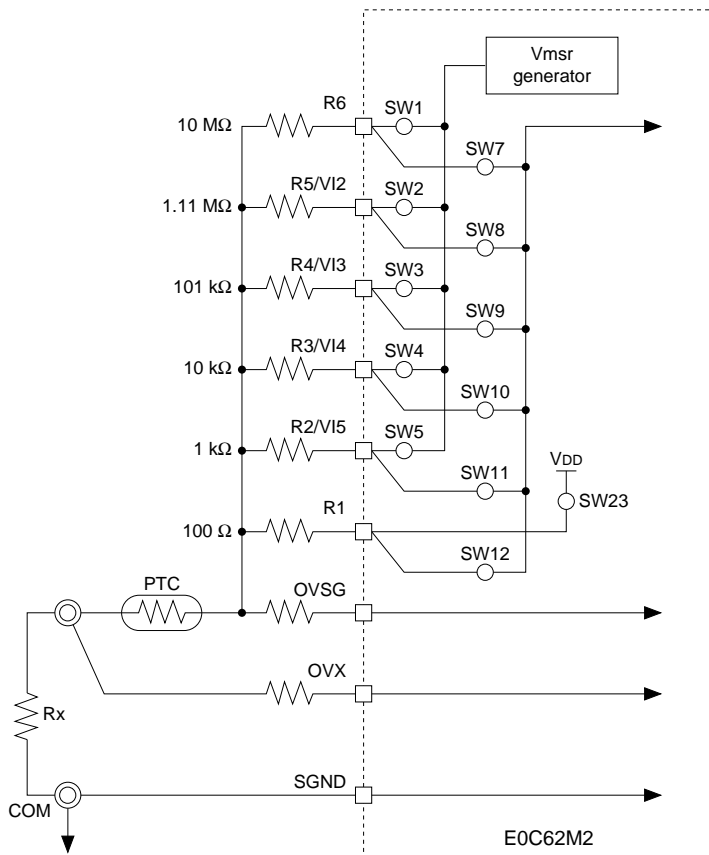 Vmsr
generator
R6
SW1
10 MΩ
SW7
R5/VI2
SW2
1.11 MΩ
SW8
R4/VI3
SW3
101 kΩ
SW9
R3/VI4
SW4
10 kΩ
SW10
R2/VI5
SW5
1 kΩ
SW11
VDD
SW23
R1
100 Ω
SW12
PTC
OVSG
OVX
Rx
SGND
COM
E0C62M2